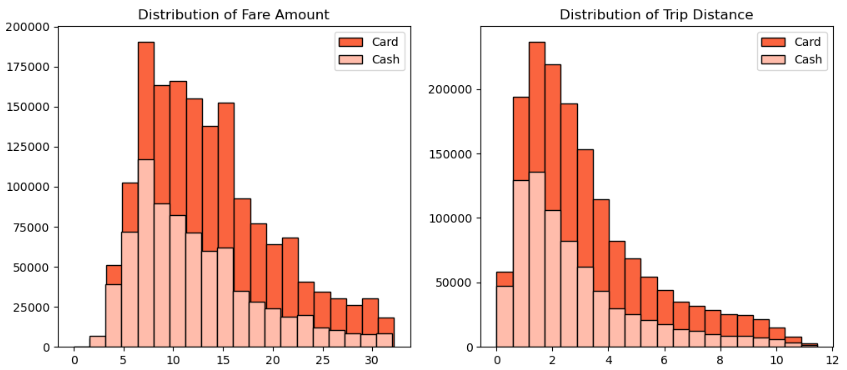 Distribution of Fare Amount
Card
Cash
200000
175000
150000
125000
100000
75000
50000
25000
0
0 5 10 15 20 25 30
Distribution of Trip Distance
Card
Cash
200000
150000
100000
50000
0
0 2 4 6 8 10 12